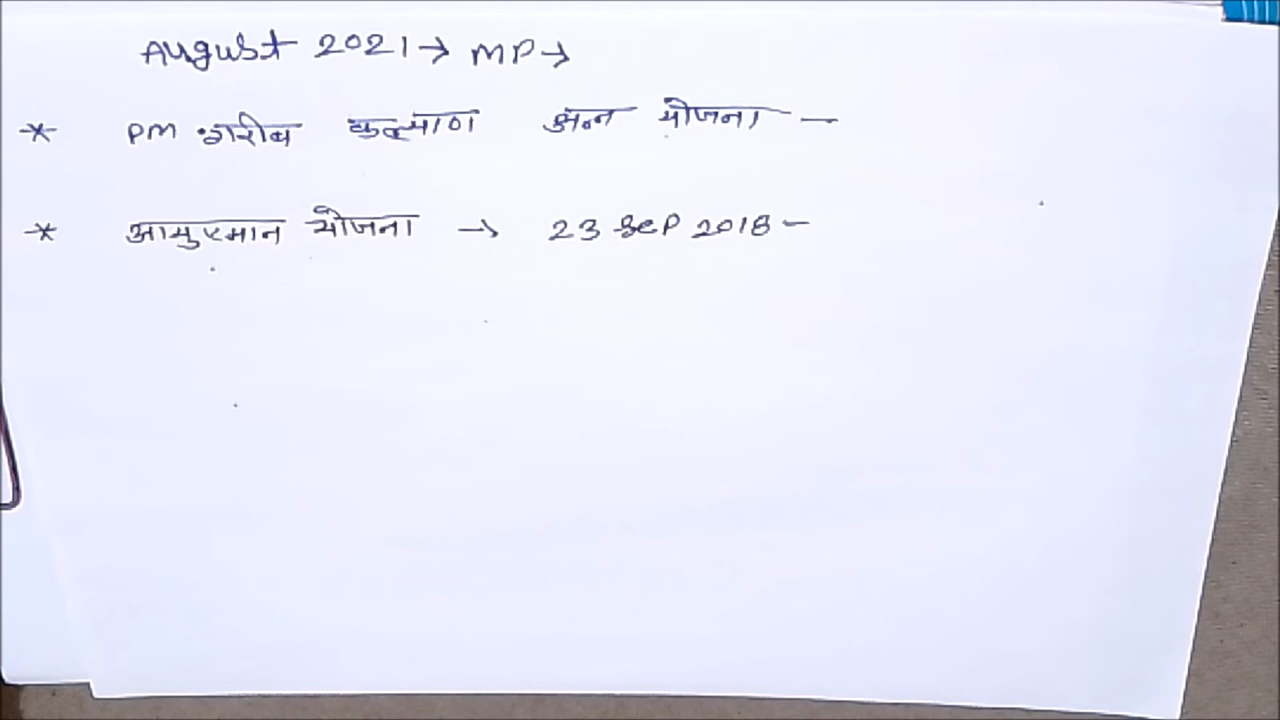 August 2021 → MP →
* PM गरीब कल्याण अन्न योजना —
* आयुष्मान योजना → 23 Sep 2018 –